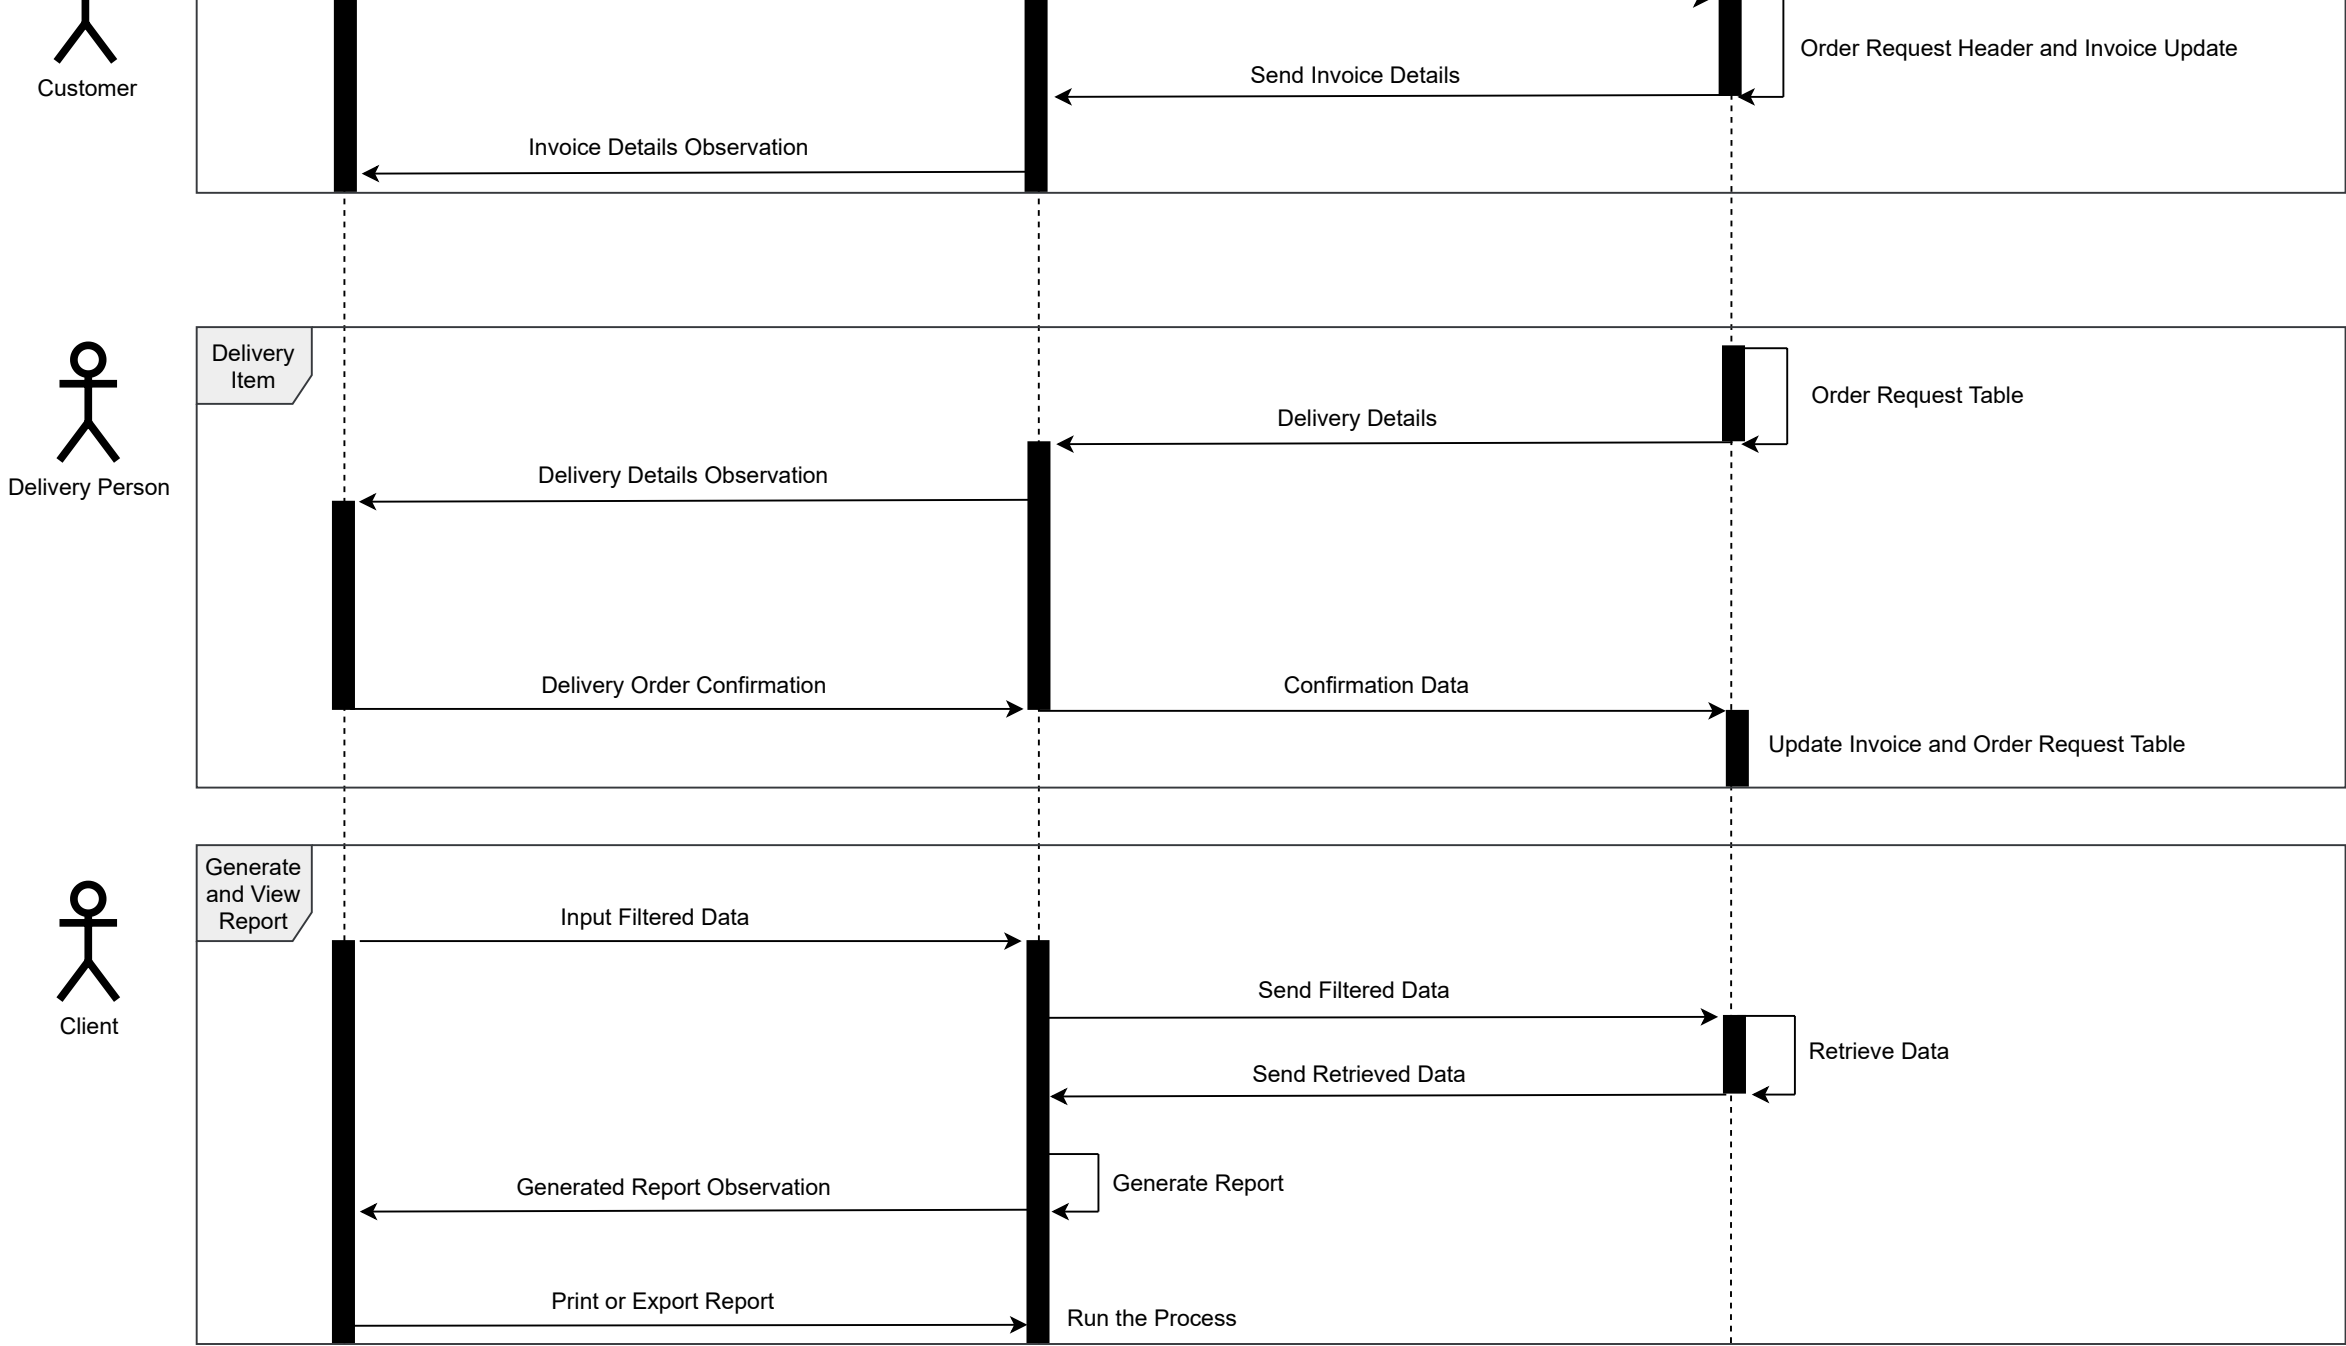 Order Request Header and Invoice Update
Send Invoice Details
Customer
Invoice Details Observation
Delivery
Item
Order Request Table
Delivery Details
Delivery Details Observation
Delivery Person
Delivery Order Confirmation
Confirmation Data
Update Invoice and Order Request Table
Generate
and View
Report
Input Filtered Data
Send Filtered Data
Client
Retrieve Data
Send Retrieved Data
Generate Report
Generated Report Observation
Print or Export Report
Run the Process